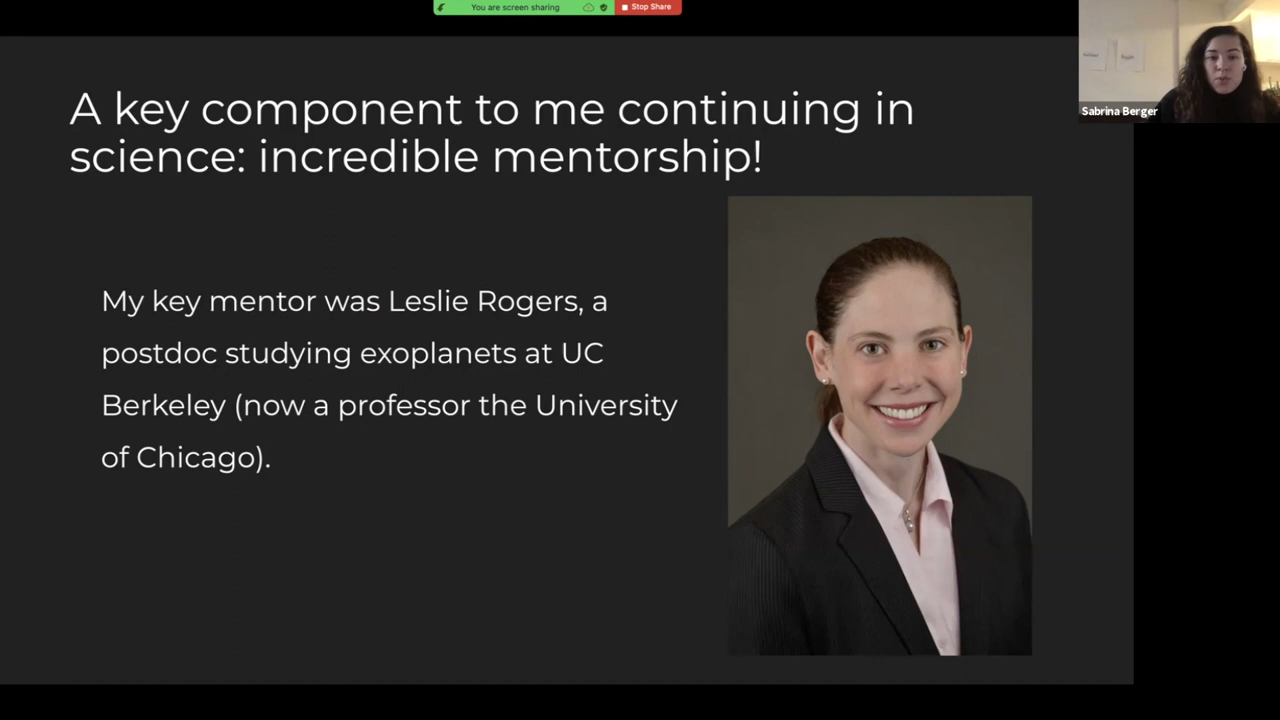 You are screen sharing
Stop Share
Sabrina Berger
A key component to me continuing in
science: incredible mentorship!
My key mentor was Leslie Rogers, a
postdoc studying exoplanets at UC
Berkeley (now a professor the University
of Chicago).